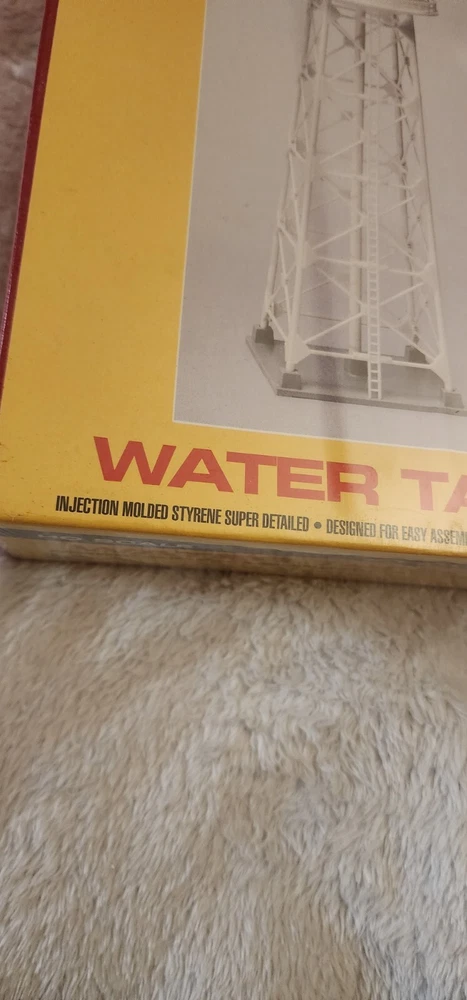 WATER TA
INJECTION MOLDED STYRENE SUPER DETAILED • DESIGNED FOR EASY ASSEM